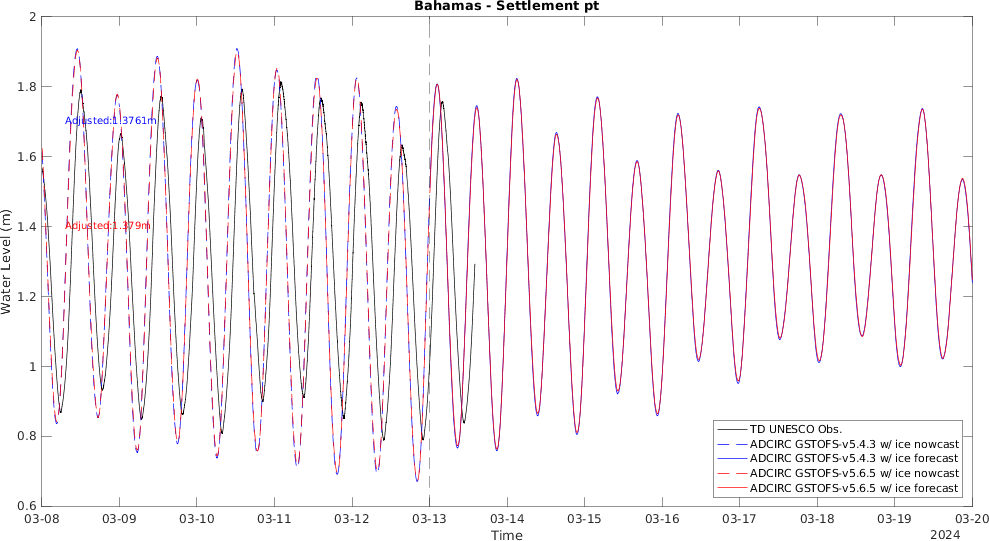 Bahamas - Settlement pt
2
1.8
1.6
1.4
1.2
1
0.8
0.6
Water Level (m)
Adjusted:1.3761m
Adjusted:1.379m
TD UNESCO Obs.
ADCIRC GSTOFS-v5.4.3 w/ ice nowcast
ADCIRC GSTOFS-v5.4.3 w/ ice forecast
ADCIRC GSTOFS-v5.6.5 w/ ice nowcast
ADCIRC GSTOFS-v5.6.5 w/ ice forecast
03-08 03-09 03-10 03-11 03-12 03-13 03-14 03-15 03-16 03-17 03-18 03-19 03-20
Time
2024